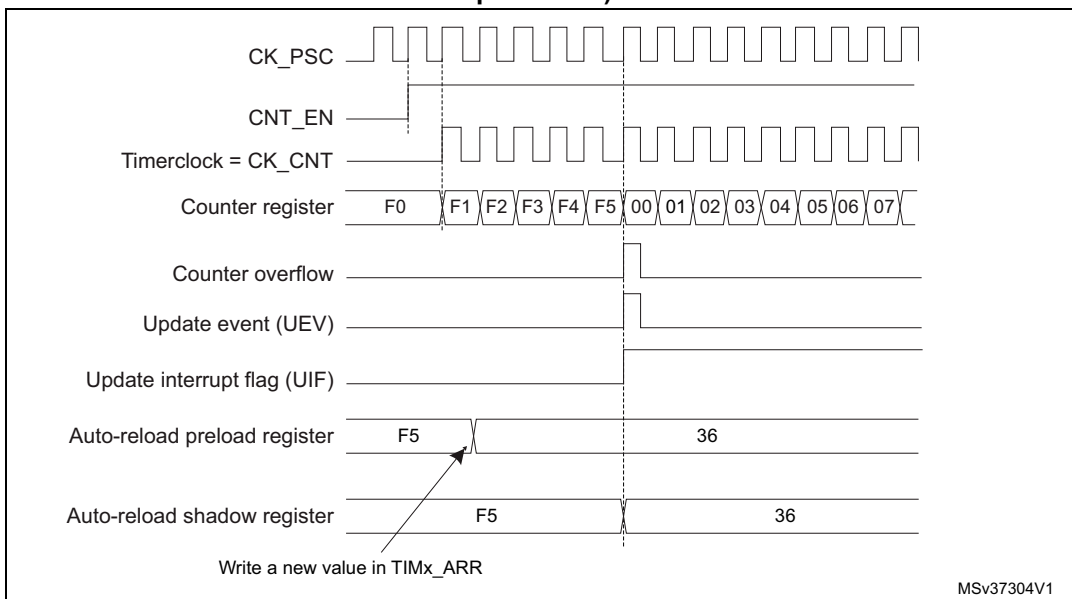 CK_PSC
CNT_EN
Timerclock = CK_CNT
Counter register F0 F1 F2 F3 F4 F5 00 01 02 03 04 05 06 07
Counter overflow
Update event (UEV)
Update interrupt flag (UIF)
Auto-reload preload register F5 36
Auto-reload shadow register F5 36
Write a new value in TIMx_ARR
MSv37304V1